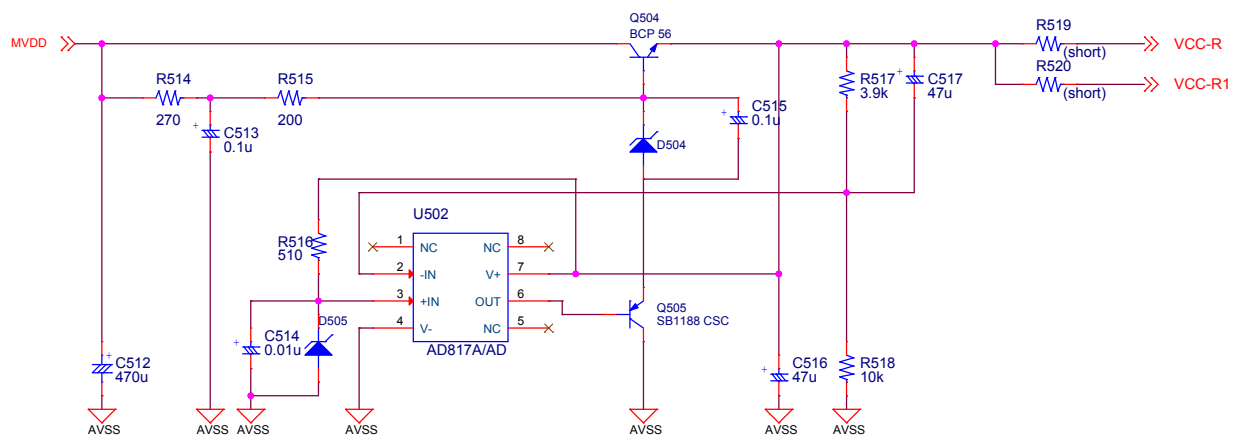 Q504
BCP 56
MVDD
R519
(short)
VCC-R
R520
(short)
VCC-R1
R514
270
R515
200
R517
3.9k
C517
47u
C513
0.1u
C515
0.1u
D504
U502
R516
510
1
NC
NC
8
2
-IN
V+
7
3
+IN
OUT
6
4
V-
NC
5
AD817A/AD
Q505
SB1188 CSC
D505
C514
0.01u
C512
470u
C516
47u
R518
10k
AVSS
AVSS
AVSS
AVSS
AVSS
AVSS
AVSS